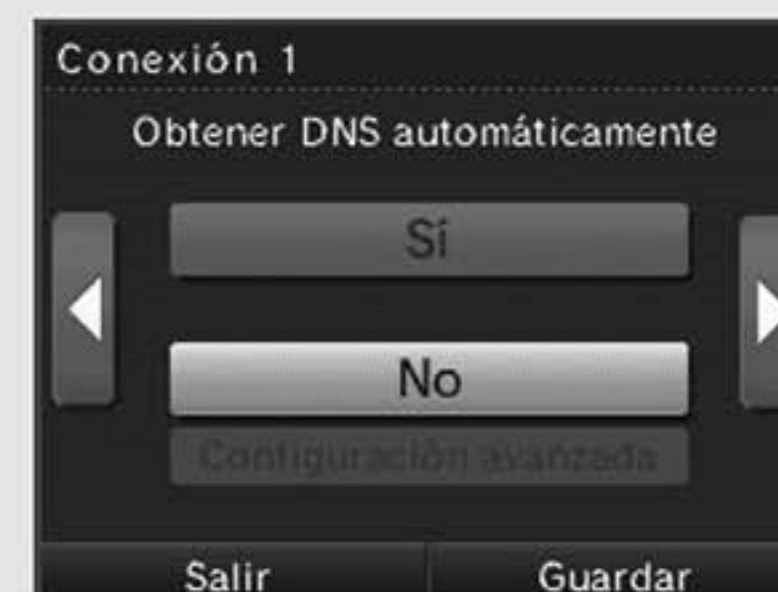 Conexión 1
Obtener DNS automáticamente
Sí
No
Configuración avanzada
Salir
Guardar